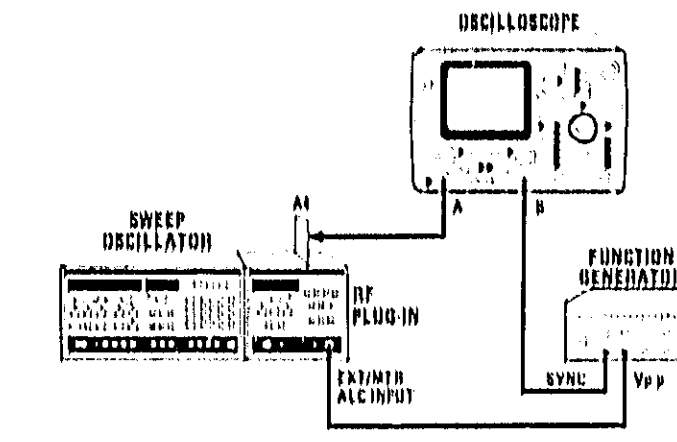 OSCILLOSCOPE
A4
A
B
SWEEP
OSCILLATOR
FUNCTION
GENERATOR
RF
PLUG-IN
EXT/MTR
ALC INPUT
SYNC
Vpp